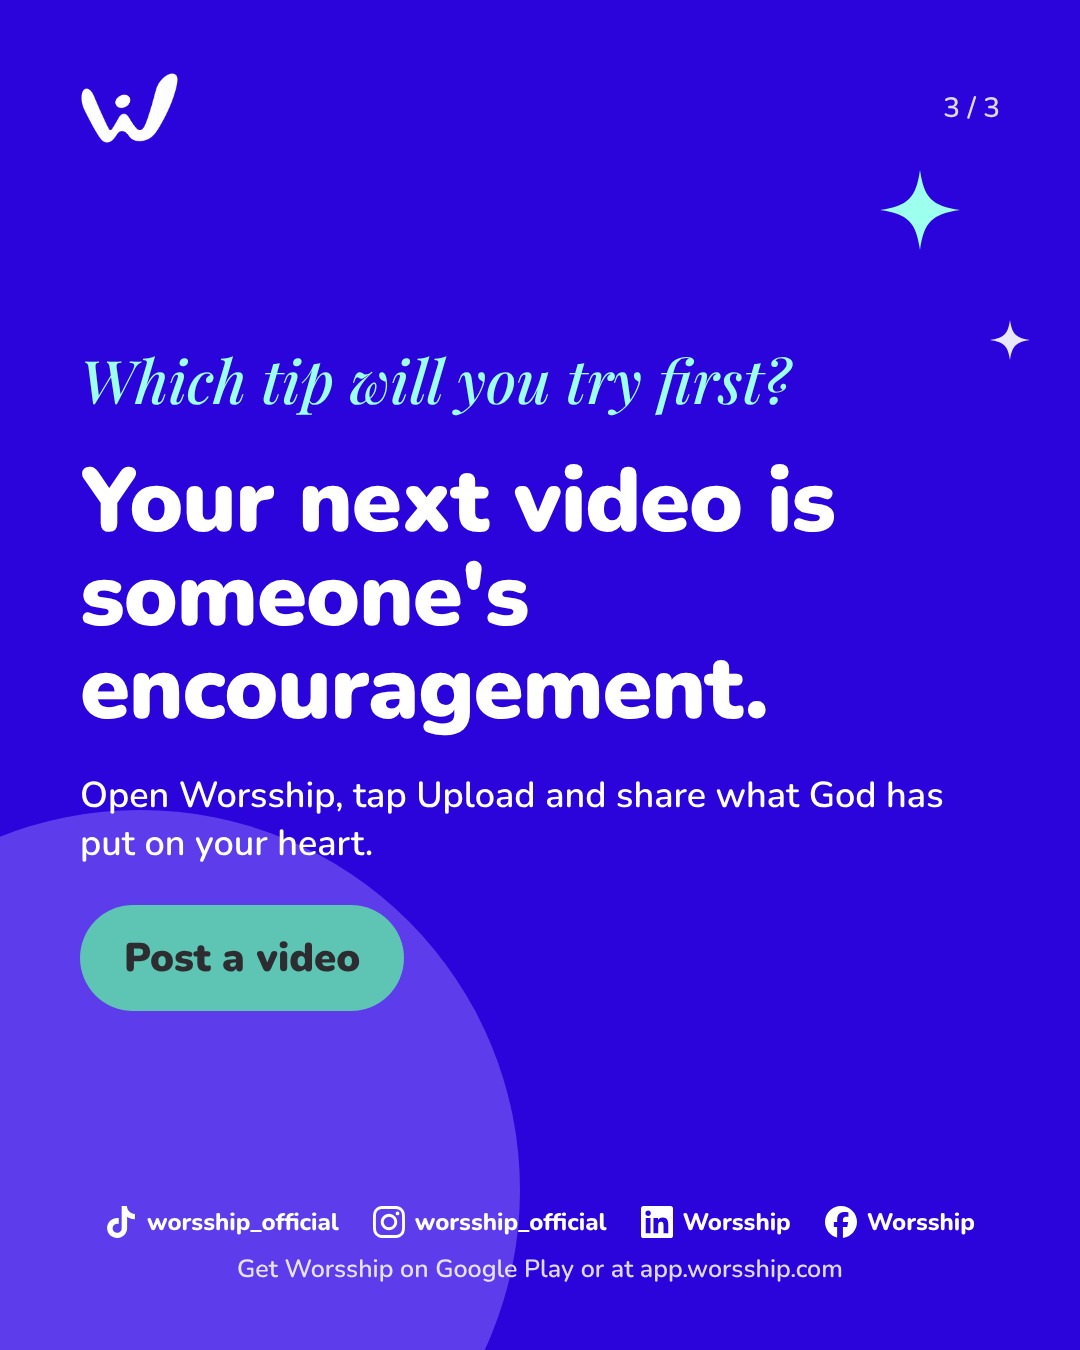 3 / 3
Which tip will you try first?
Your next video is
someone's
encouragement.
Open Worsship, tap Upload and share what God has
put on your heart.
Post a video
worsship_official worsship_official Worsship Worsship
Get Worsship on Google Play or at app.worsship.com